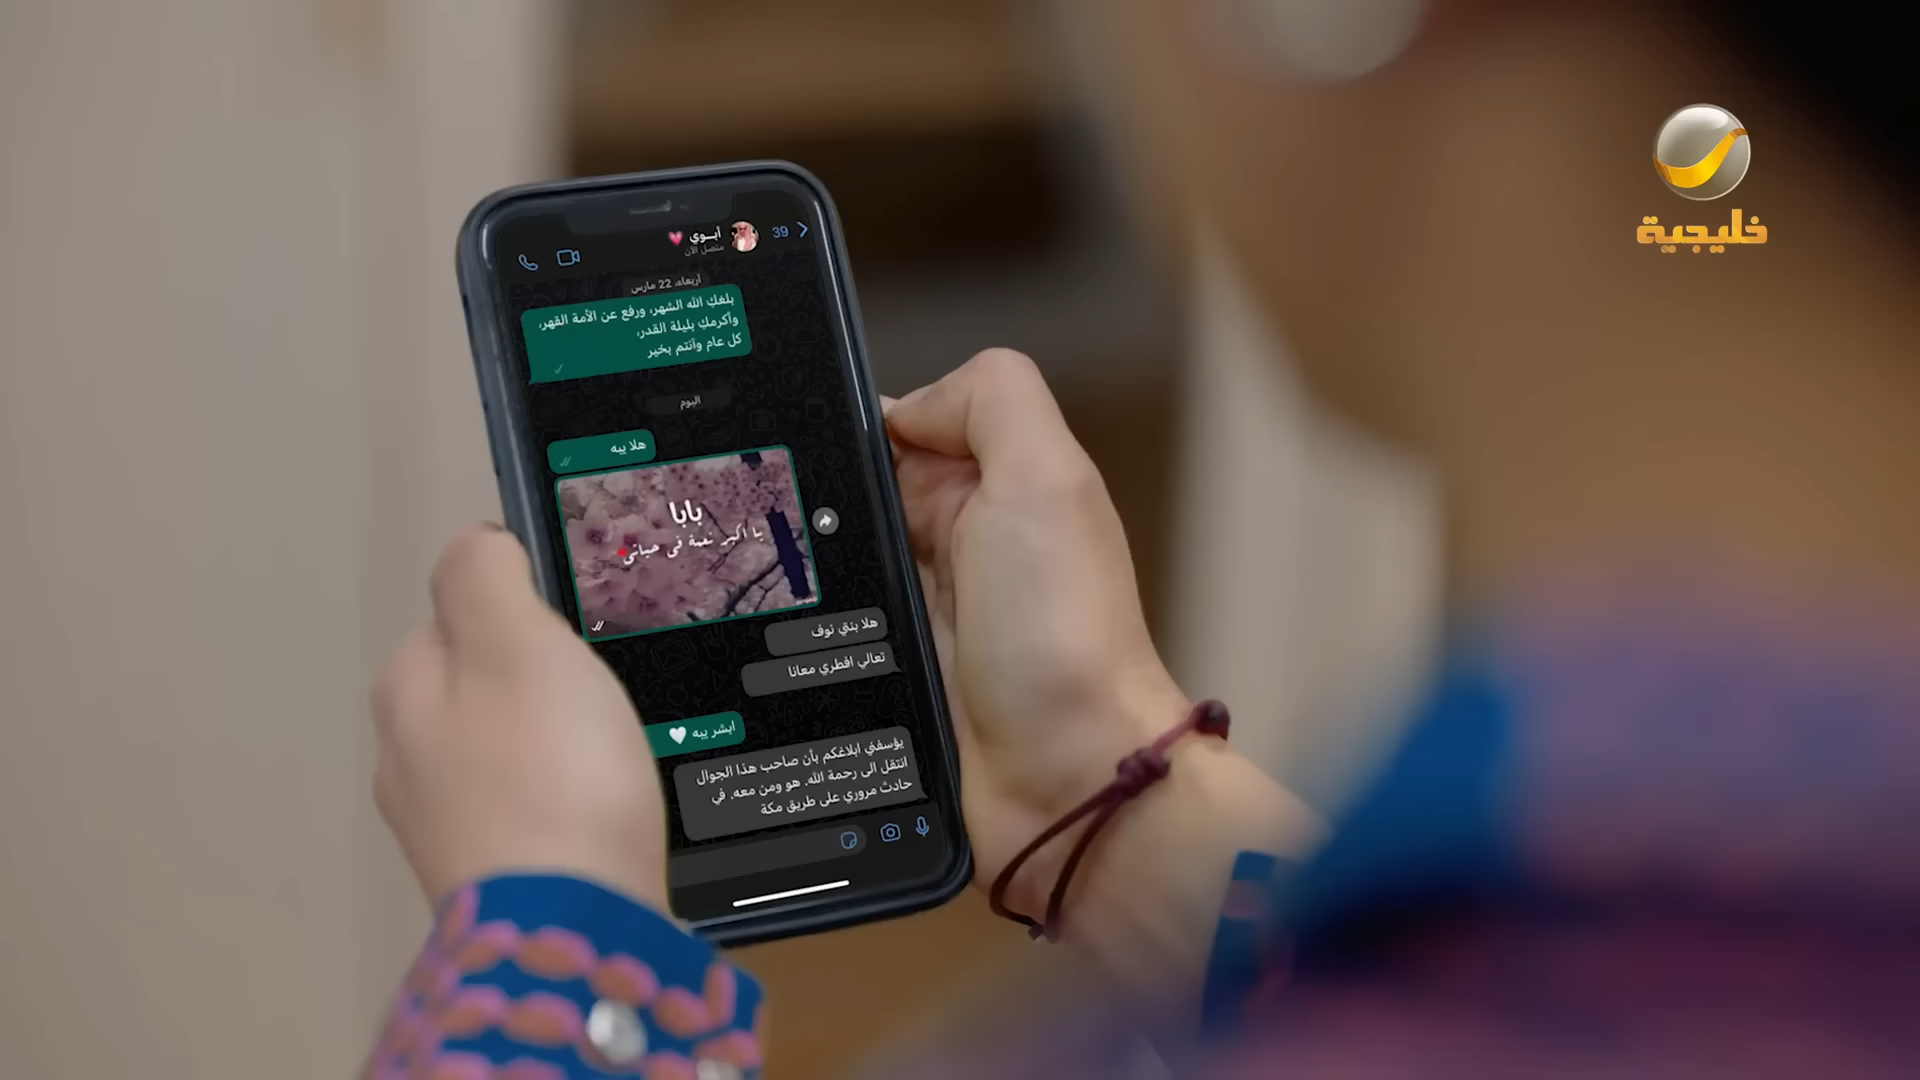 خليجية
39
أبـوي 💗
متصل الآن
أربعاء، 22 مارس
بلغكِ الله الشهر، ورفع عن الأمة القهر،
وأكرمكِ بليلة القدر،
كل عام وأنتم بخير
اليوم
هلا يبه
بابا
يا اكبر نعمة في حياتي
هلا بنتي نوف
تعالي افطري معانا
ابشر يبه 🤍
يؤسفني ابلاغكم بأن صاحب هذا الجوال
انتقل الى رحمة الله. هو ومن معه. في
حادث مروري على طريق مكة